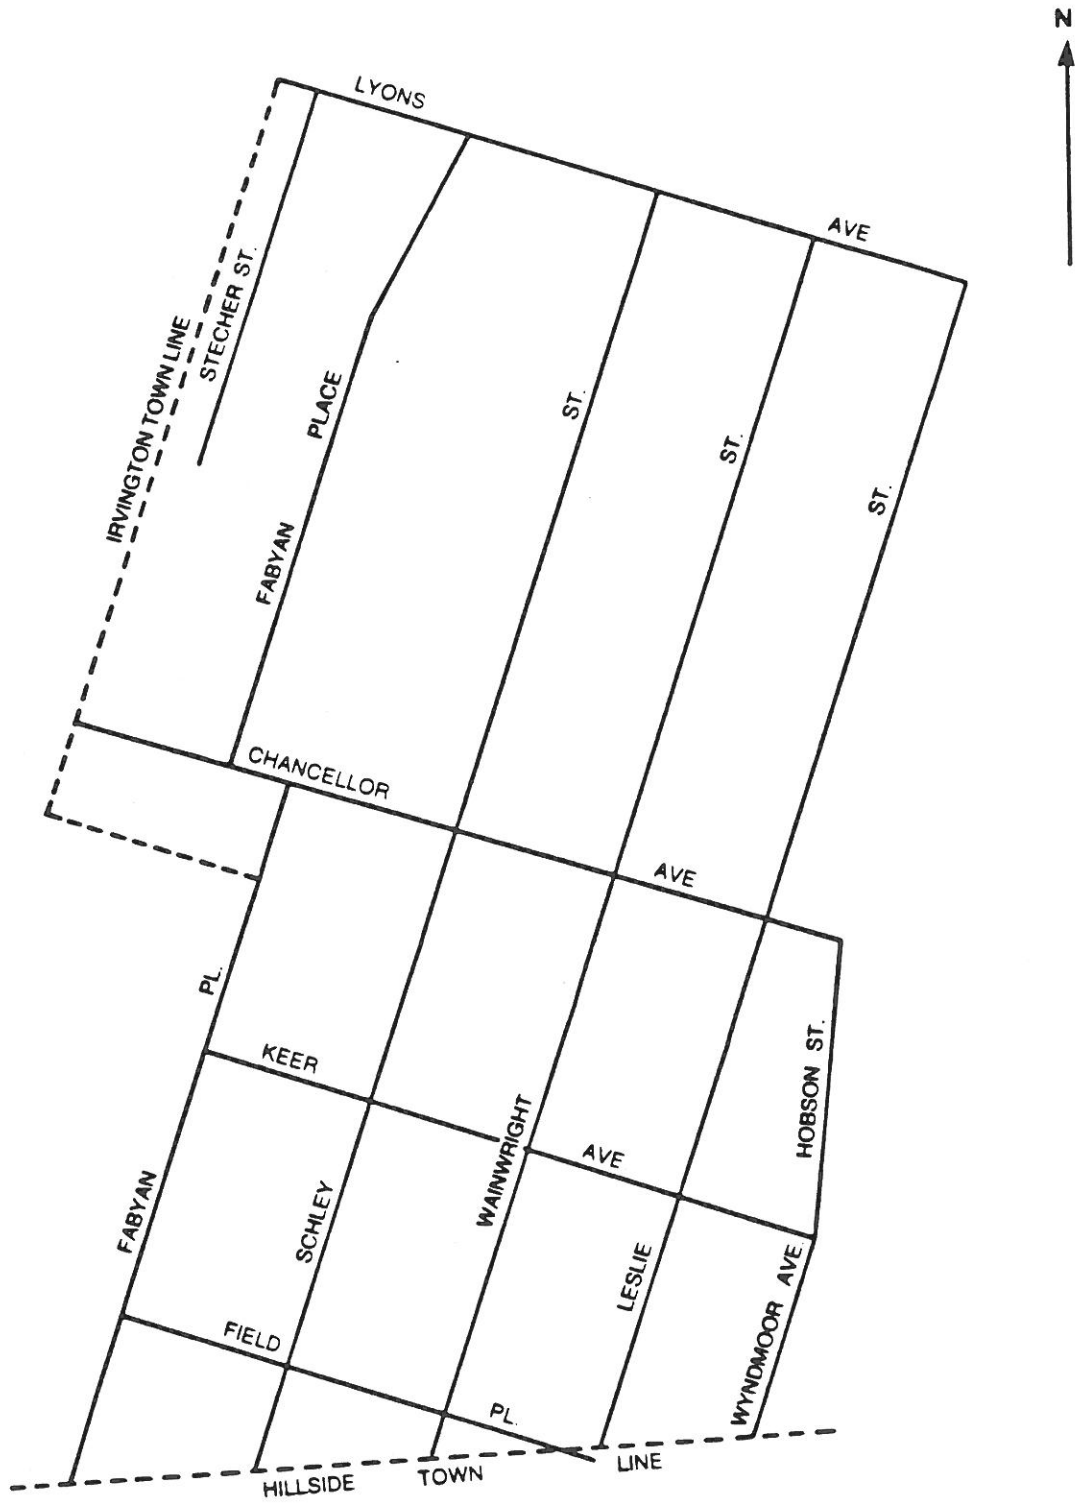 N
LYONS AVE
STECHER ST.
IRVINGTON TOWN LINE
FABYAN PLACE
ST.
ST.
ST.
CHANCELLOR AVE
FABYAN PL.
KEER AVE
HOBSON ST.
SCHLEY
WAINWRIGHT
LESLIE
WYNDMOOR AVE.
FIELD PL.
HILLSIDE TOWN LINE